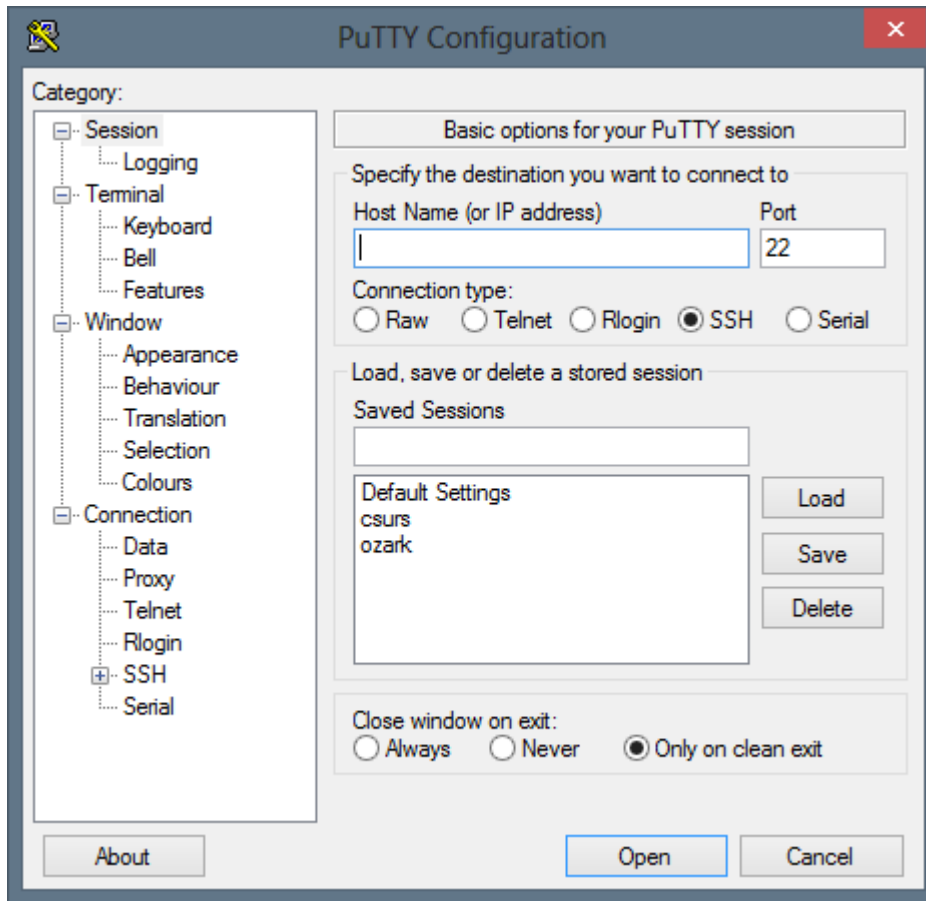 PuTTY Configuration
Category:
Session
Logging
Terminal
Keyboard
Bell
Features
Window
Appearance
Behaviour
Translation
Selection
Colours
Connection
Data
Proxy
Telnet
Rlogin
SSH
Serial
Basic options for your PuTTY session
Specify the destination you want to connect to
Host Name (or IP address) Port
22
Connection type:
Raw Telnet Rlogin SSH Serial
Load, save or delete a stored session
Saved Sessions
Default Settings
csurs
ozark
Load
Save
Delete
Close window on exit:
Always Never Only on clean exit
About Open Cancel